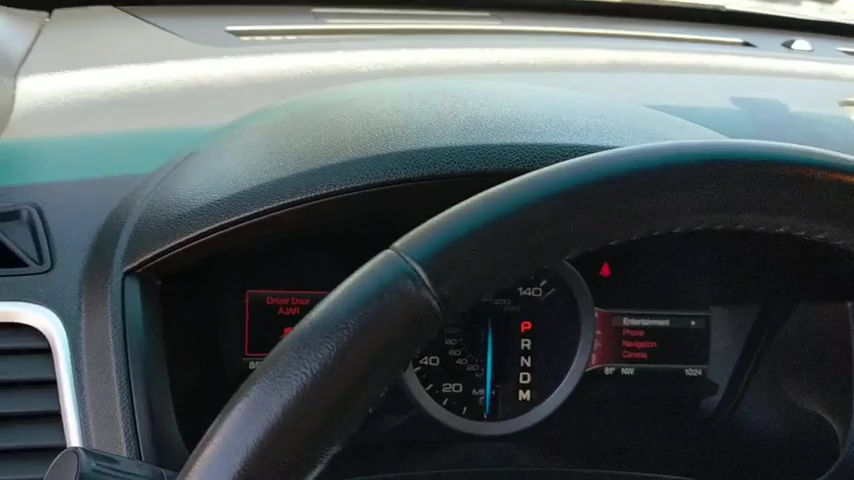 Driver Door
AJAR
140
40
20
P
R
N
D
M
Entertainment
Phone
Navigation
Camera
81° NW 10:24